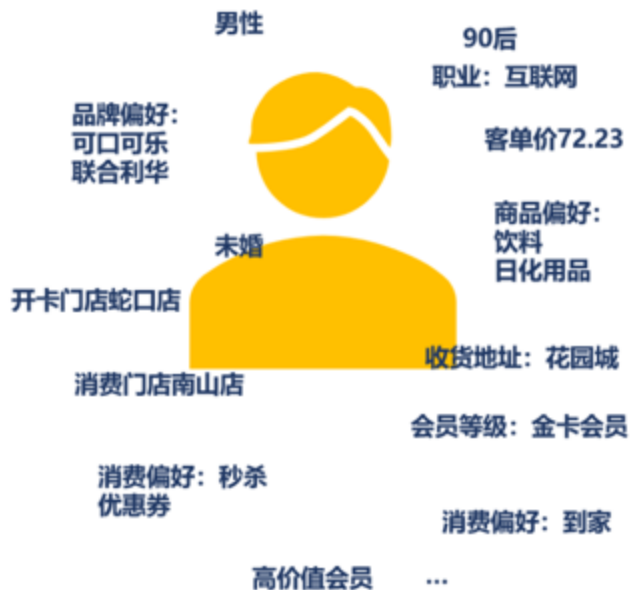 男性
90后
职业：互联网
品牌偏好：
可口可乐
联合利华
客单价72.23
商品偏好：
饮料
日化用品
未婚
开卡门店蛇口店
收货地址：花园城
消费门店南山店
会员等级：金卡会员
消费偏好：秒杀
优惠券
消费偏好：到家
高价值会员
...